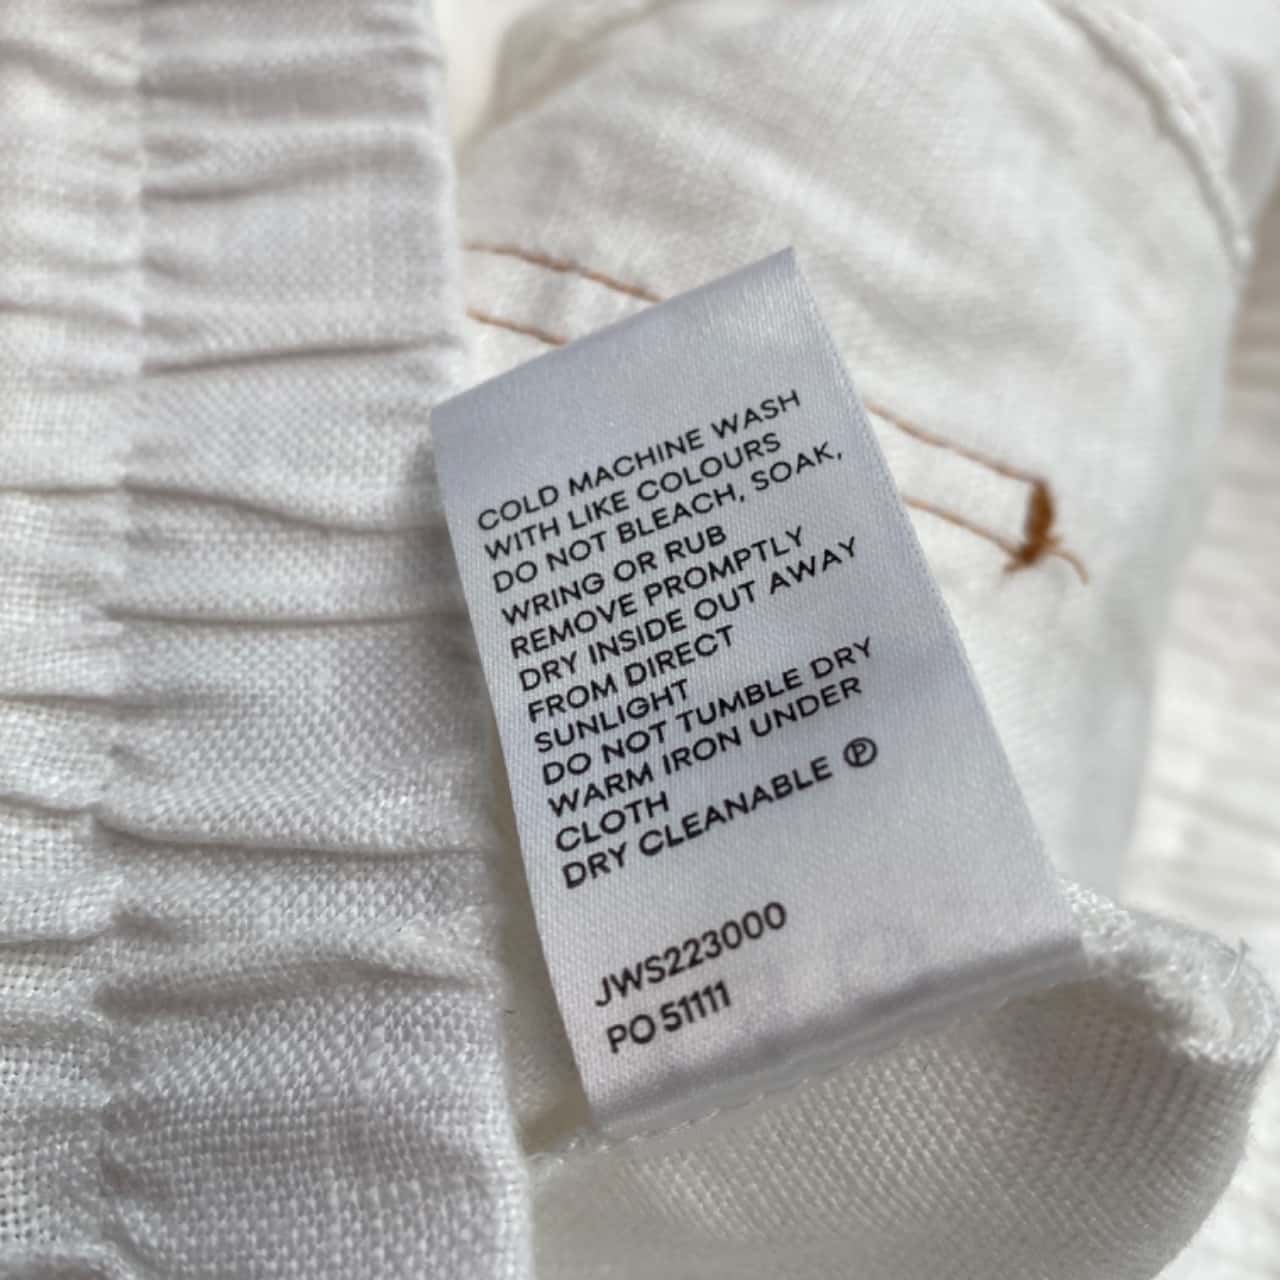 COLD MACHINE WASH
WITH LIKE COLOURS
DO NOT BLEACH, SOAK,
WRING OR RUB
REMOVE PROMPTLY
DRY INSIDE OUT AWAY
FROM DIRECT
SUNLIGHT
DO NOT TUMBLE DRY
WARM IRON UNDER
CLOTH
DRY CLEANABLE Ⓟ
JWS223000
PO 51111